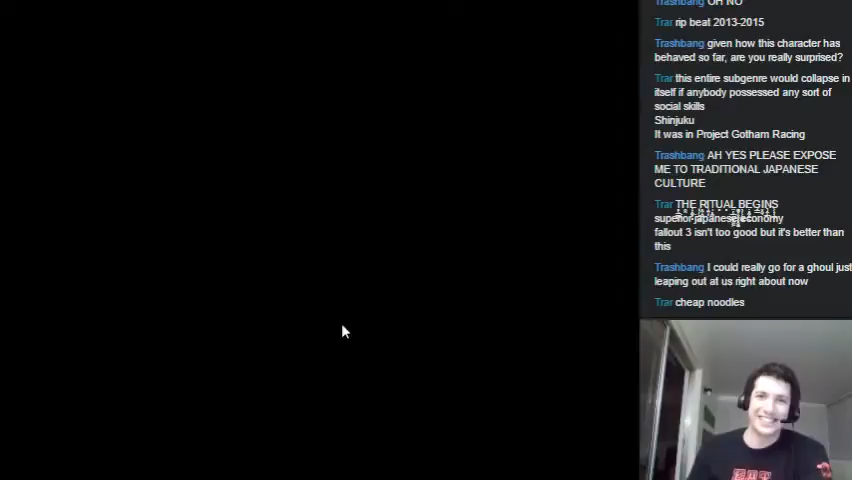 Trashbang OH NO
Trar rip beat 2013-2015
Trashbang given how this character has
behaved so far, are you really surprised?
Trar this entire subgenre would collapse in
itself if anybody possessed any sort of
social skills
Shinjuku
It was in Project Gotham Racing
Trashbang AH YES PLEASE EXPOSE
ME TO TRADITIONAL JAPANESE
CULTURE
Trar THE RITUAL BEGINS
superior japanese economy
fallout 3 isn't too good but it's better than
this
Trashbang I could really go for a ghoul just
leaping out at us right about now
Trar cheap noodles